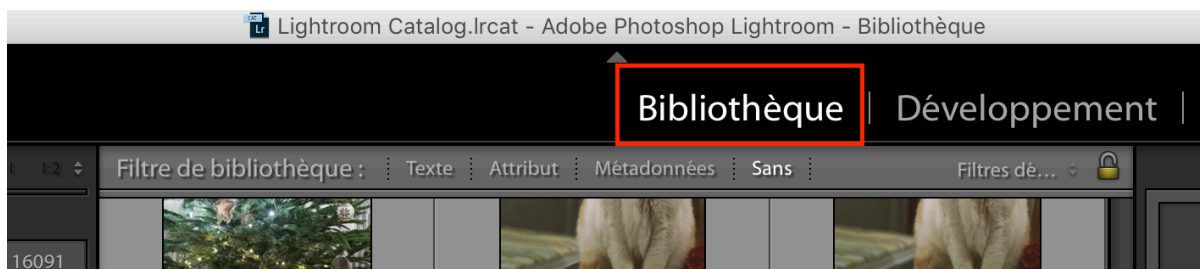 Lightroom Catalog.lrcat - Adobe Photoshop Lightroom - Bibliothèque
Bibliothèque | Développement |
1:2
Filtre de bibliothèque : Texte Attribut Métadonnées Sans Filtres dé...
16091